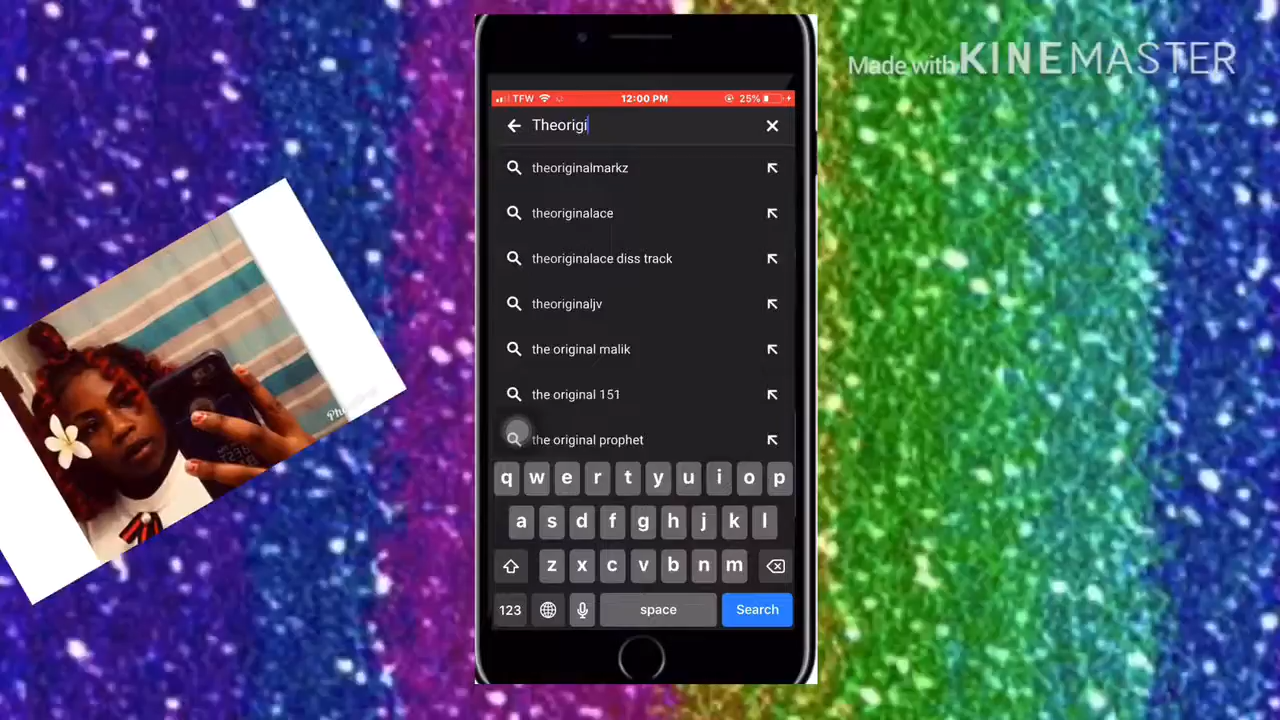 Made with KINEMASTER
TFW 12:00 PM 25%
Theorigi
theoriginalmarkz
theoriginalace
theoriginalace diss track
theoriginaljv
the original malik
the original 151
the original prophet
q w e r t y u i o p
a s d f g h j k l
z x c v b n m
123 space Search